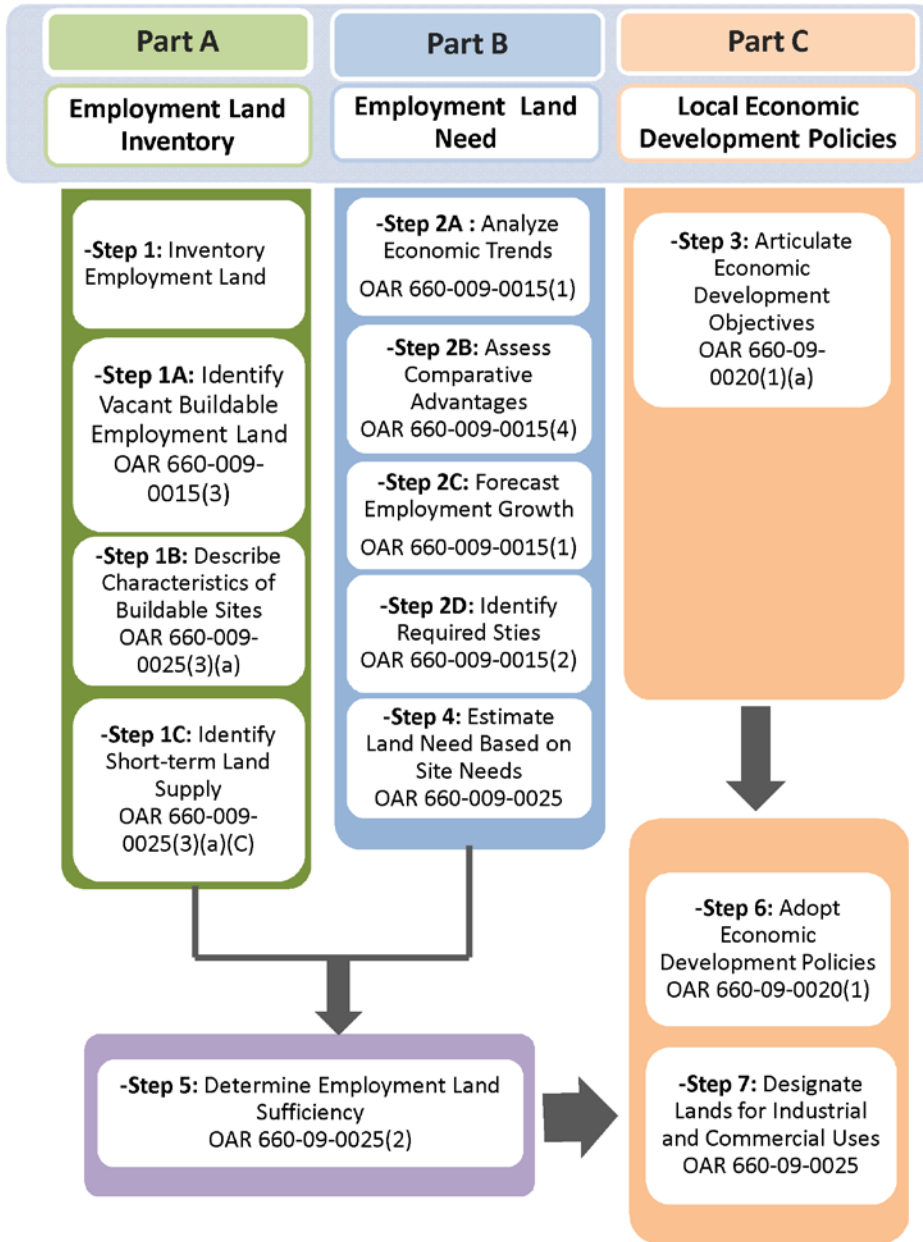 Part A
Employment Land
Inventory
-Step 1: Inventory
Employment Land
-Step 1A: Identify
Vacant Buildable
Employment Land
OAR 660-009-
0015(3)
-Step 1B: Describe
Characteristics of
Buildable Sites
OAR 660-009-
0025(3)(a)
-Step 1C: Identify
Short-term Land
Supply
OAR 660-009-
0025(3)(a)(C)
Part B
Employment Land
Need
-Step 2A : Analyze
Economic Trends
OAR 660-009-0015(1)
-Step 2B: Assess
Comparative
Advantages
OAR 660-009-0015(4)
-Step 2C: Forecast
Employment Growth
OAR 660-009-0015(1)
-Step 2D: Identify
Required Sties
OAR 660-009-0015(2)
-Step 4: Estimate
Land Need Based on
Site Needs
OAR 660-009-0025
Part C
Local Economic
Development Policies
-Step 3: Articulate
Economic
Development
Objectives
OAR 660-09-
0020(1)(a)
-Step 5: Determine Employment Land
Sufficiency
OAR 660-09-0025(2)
-Step 6: Adopt
Economic
Development Policies
OAR 660-09-0020(1)
-Step 7: Designate
Lands for Industrial
and Commercial Uses
OAR 660-09-0025